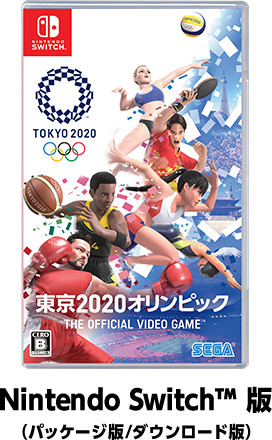 NINTENDO
SWITCH™
TOKYO 2020
東京2020オリンピック
THE OFFICIAL VIDEO GAME™
CERO
B
SEGA
Nintendo Switch™ 版
（パッケージ版/ダウンロード版）